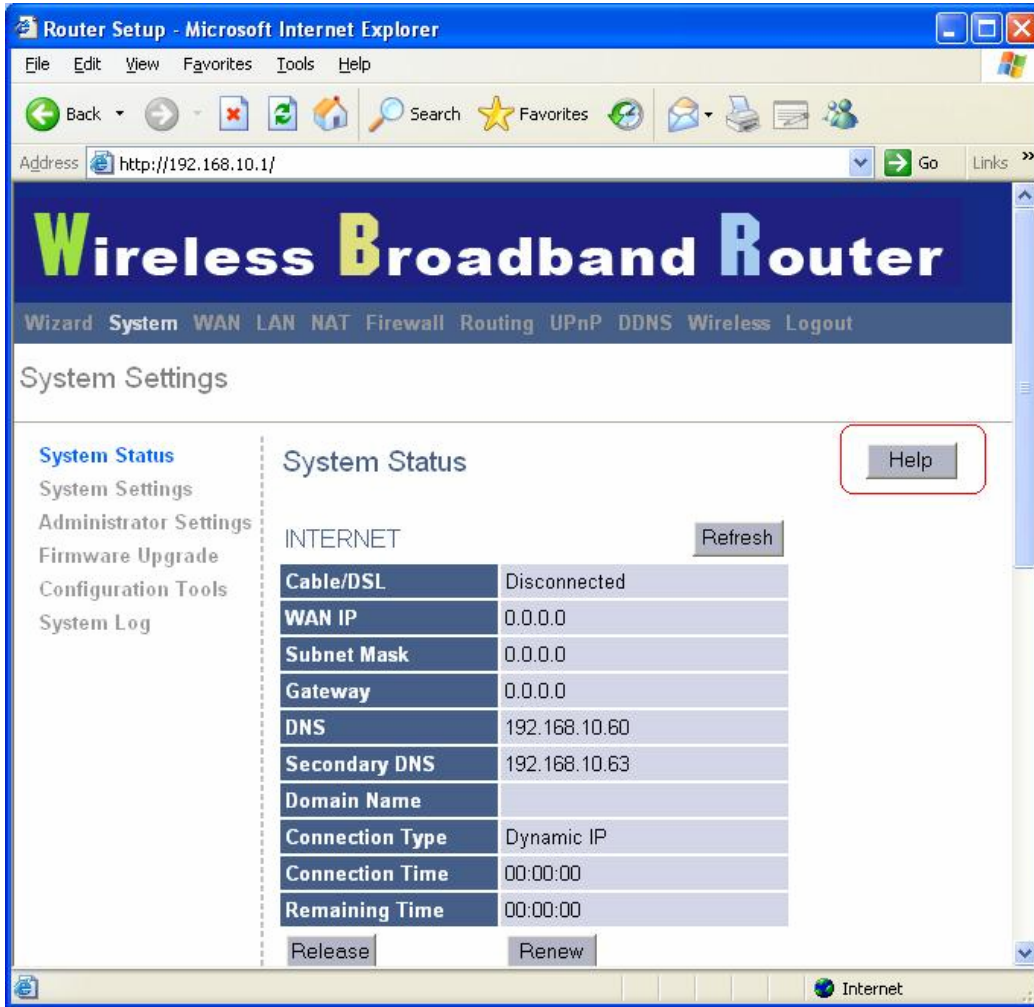 Router Setup - Microsoft Internet Explorer
File Edit View Favorites Tools Help
Back Search Favorites
Address http://192.168.10.1/ Go Links »
Wireless Broadband Router
Wizard System WAN LAN NAT Firewall Routing UPnP DDNS Wireless Logout
System Settings
System Status
System Settings
Administrator Settings
Firmware Upgrade
Configuration Tools
System Log
System Status Help
INTERNET Refresh
Cable/DSL Disconnected
WAN IP 0.0.0.0
Subnet Mask 0.0.0.0
Gateway 0.0.0.0
DNS 192.168.10.60
Secondary DNS 192.168.10.63
Domain Name
Connection Type Dynamic IP
Connection Time 00:00:00
Remaining Time 00:00:00
Release Renew
Internet